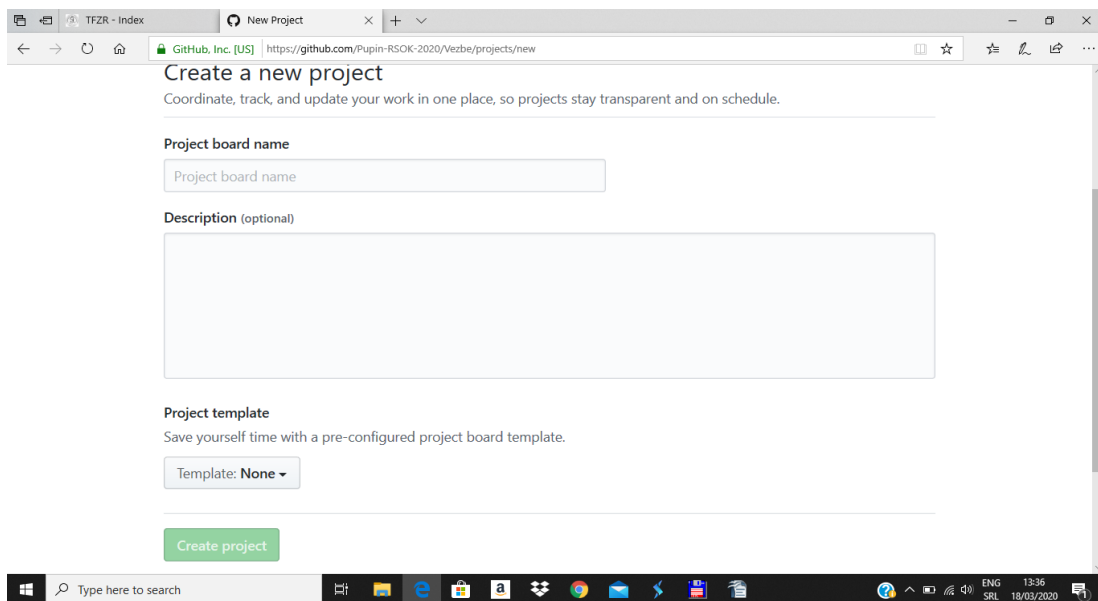 TFZR - Index
New Project
GitHub, Inc. [US] https://github.com/Pupin-RSOK-2020/Vezbe/projects/new
Create a new project
Coordinate, track, and update your work in one place, so projects stay transparent and on schedule.
Project board name
Project board name
Description (optional)
Project template
Save yourself time with a pre-configured project board template.
Template: None
Create project
Type here to search
a
ENG 13:36
SRL 18/03/2020
1